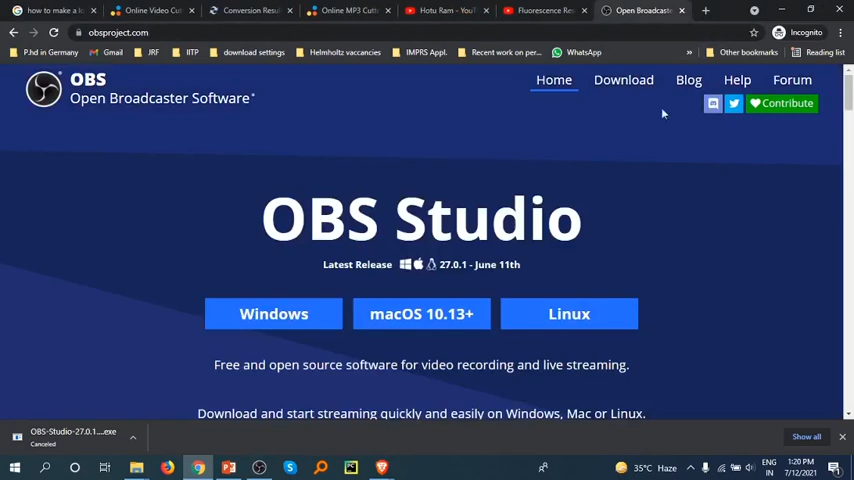 how to make a lo
Online Video Cut
Conversion Resul
Online MP3 Cutt
Hotu Ram - YouT
Fluorescence Res
Open Broadcaste
obsproject.com
Incognito
P.hd in Germany
Gmail
JRF
IITP
download settings
Helmholtz vaccancies
IMPRS Appl.
Recent work on per...
WhatsApp
»
Other bookmarks
Reading list
OBS
Open Broadcaster Software
Home
Download
Blog
Help
Forum
Contribute
OBS Studio
Latest Release 27.0.1 - June 11th
Windows
macOS 10.13+
Linux
Free and open source software for video recording and live streaming.
Download and start streaming quickly and easily on Windows, Mac or Linux.
OBS-Studio-27.0.1....exe
Canceled
Show all
35°C Haze
ENG
IN
1:20 PM
7/12/2021